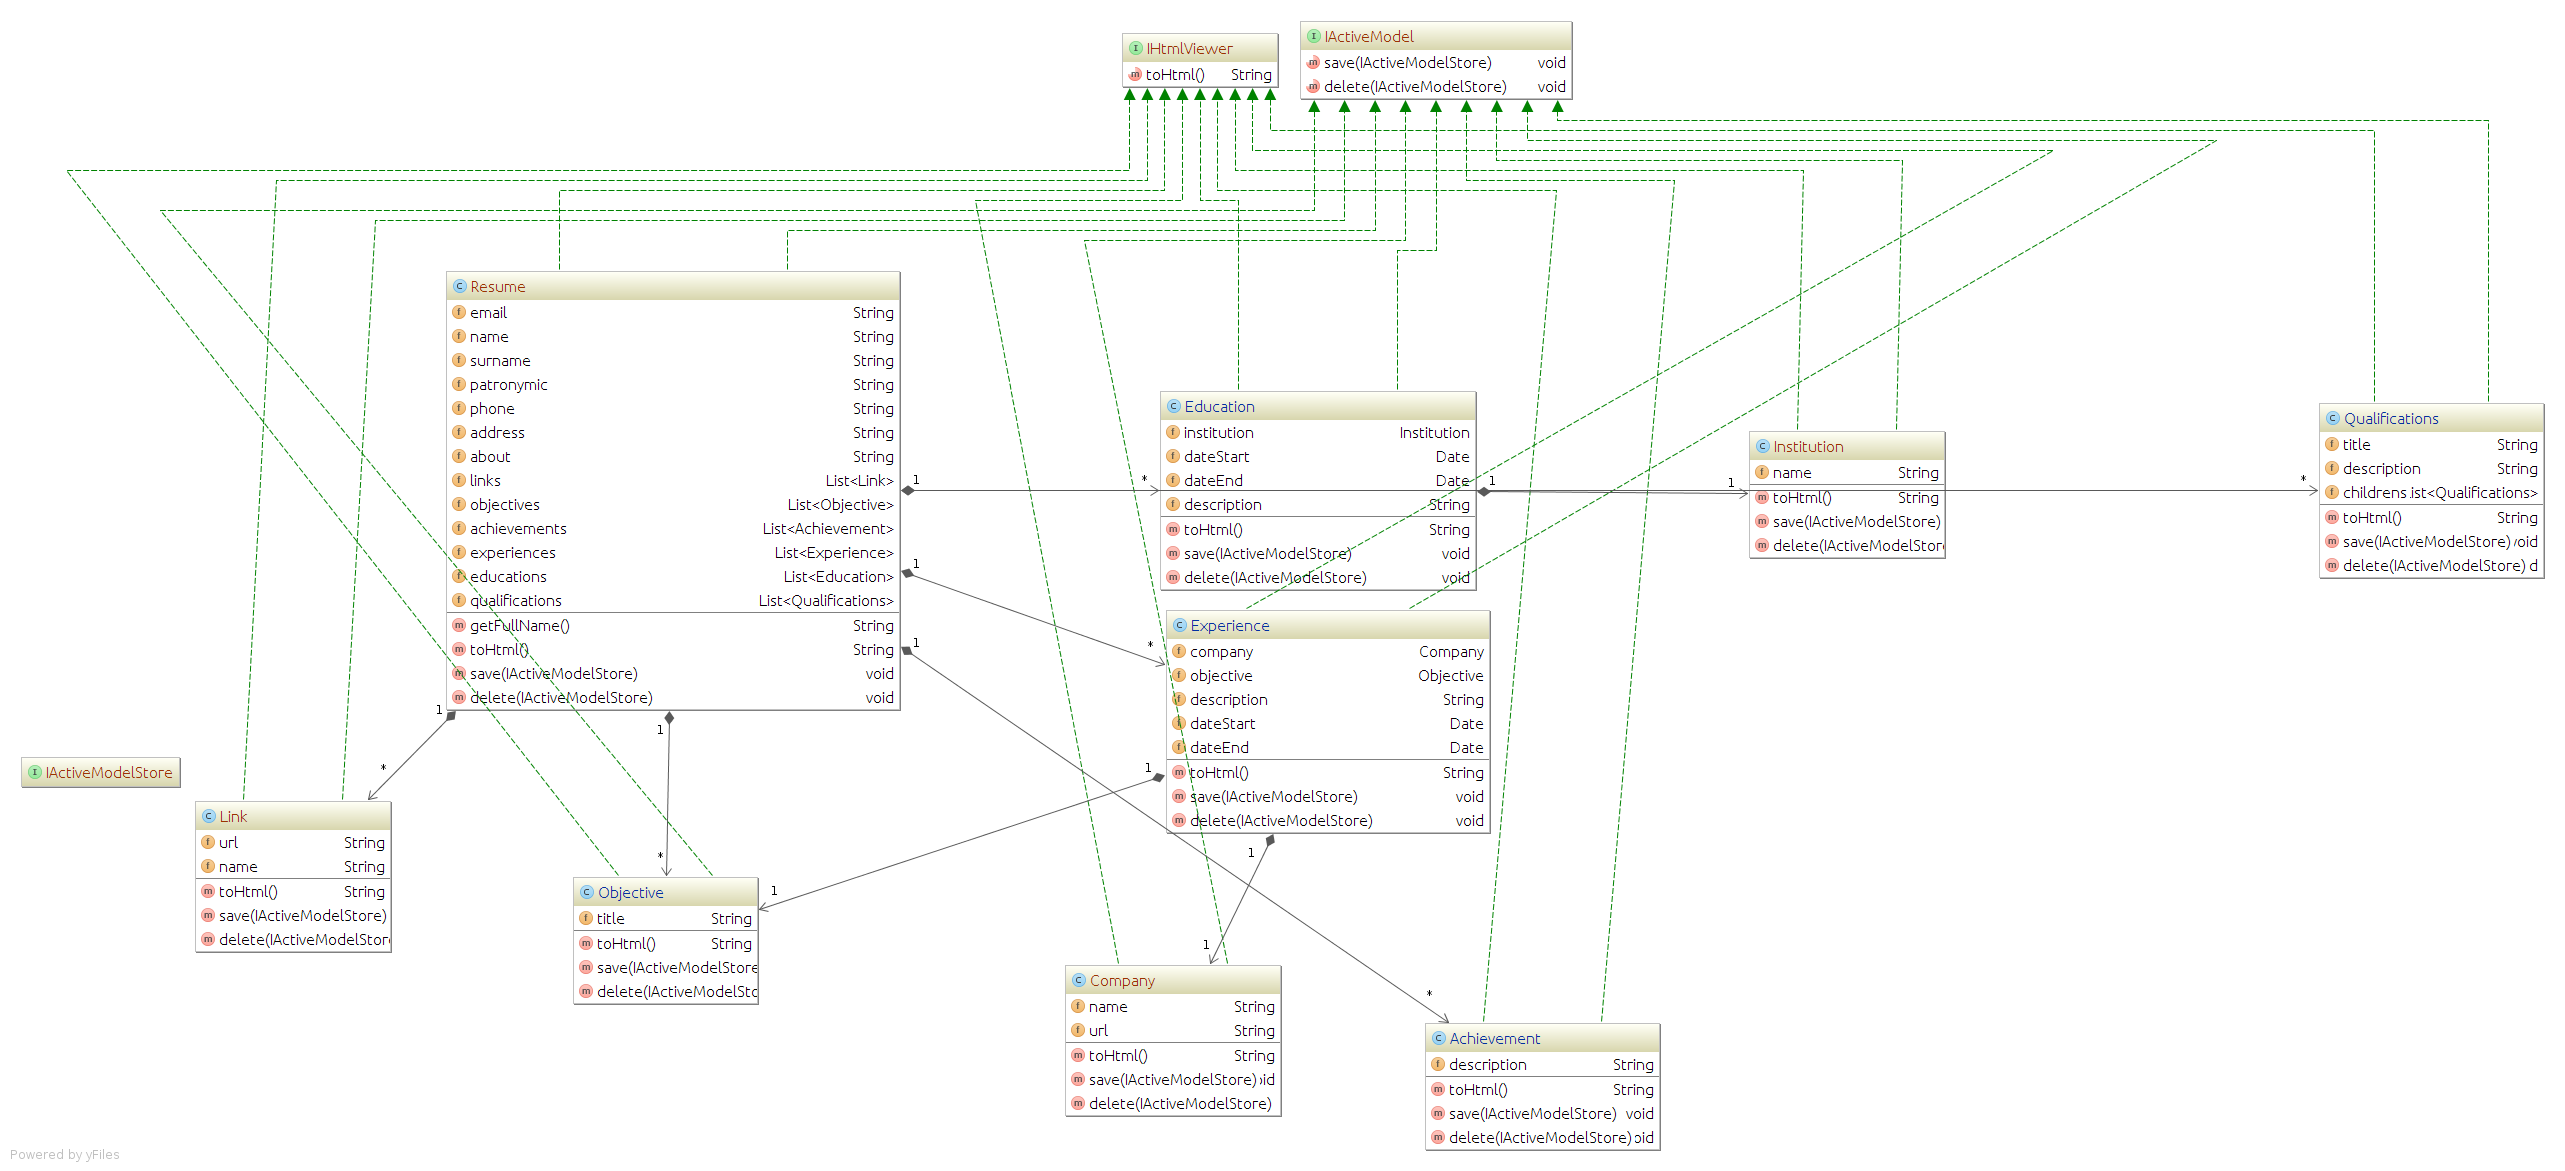 IHtmlViewer
toHtml() String
IActiveModel
save(IActiveModelStore) void
delete(IActiveModelStore) void
Resume
email String
name String
surname String
patronymic String
phone String
address String
about String
links List<Link>
objectives List<Objective>
achievements List<Achievement>
experiences List<Experience>
educations List<Education>
qualifications List<Qualifications>
getFullName() String
toHtml() String
save(IActiveModelStore) void
delete(IActiveModelStore) void
1
*
1
*
1
*
1
*
1
*
Education
institution Institution
dateStart Date
dateEnd Date
description String
toHtml() String
save(IActiveModelStore) void
delete(IActiveModelStore) void
1
1
Institution
name String
toHtml() String
save(IActiveModelStore)
delete(IActiveModelStor
*
Qualifications
title String
description String
childrens ist<Qualifications>
toHtml() String
save(IActiveModelStore) void
delete(IActiveModelStore) d
Experience
company Company
objective Objective
description String
dateStart Date
dateEnd Date
toHtml() String
save(IActiveModelStore) void
delete(IActiveModelStore) void
1
1
1
1
IActiveModelStore
Link
url String
name String
toHtml() String
save(IActiveModelStore)
delete(IActiveModelStor
Objective
title String
toHtml() String
save(IActiveModelStore
delete(IActiveModelSto
Company
name String
url String
toHtml() String
save(IActiveModelStore) oid
delete(IActiveModelStore)
Achievement
description String
toHtml() String
save(IActiveModelStore) void
delete(IActiveModelStore) oid
Powered by yFiles